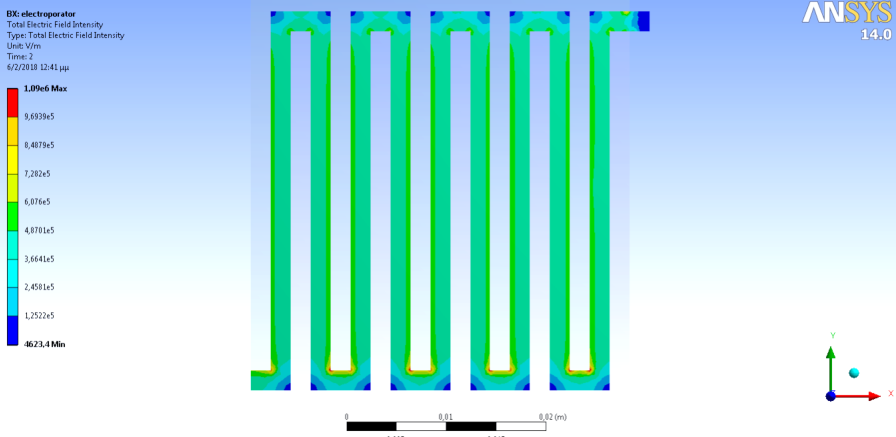 BX: electroporator
Total Electric Field Intensity
Type: Total Electric Field Intensity
Unit: V/m
Time: 2
6/2/2018 12:41 μμ
1,09e6 Max
9,6939e5
8,4879e5
7,282e5
6,076e5
4,8701e5
3,6641e5
2,4581e5
1,2522e5
4623,4 Min
ANSYS
14.0
Y
X
0
0,01
0,02 (m)